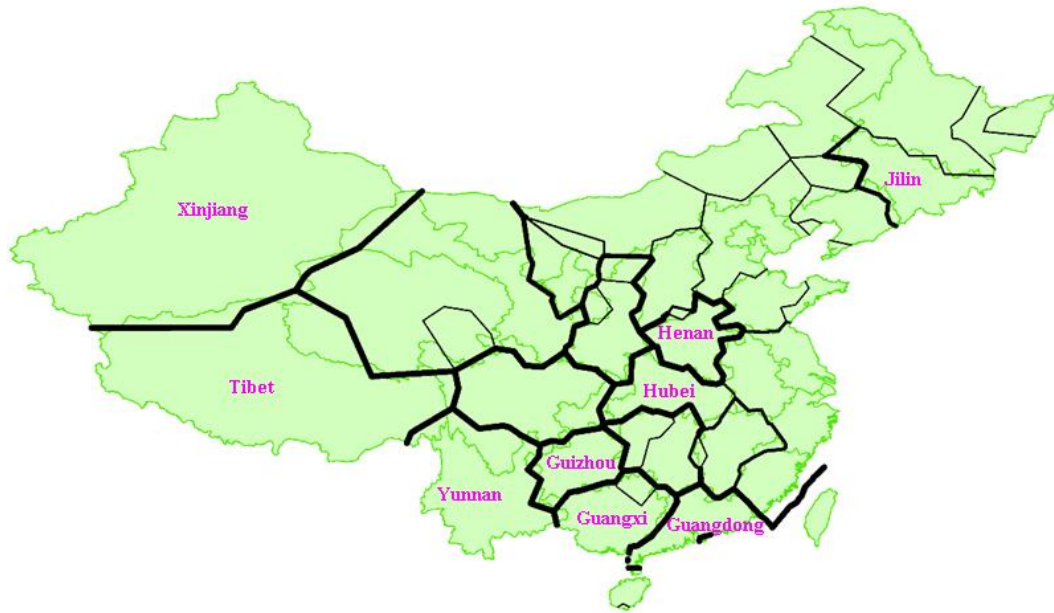 Jilin
Xinjiang
Henan
Tibet
Hubei
Guizhou
Yunnan
Guangxi
Guangdong